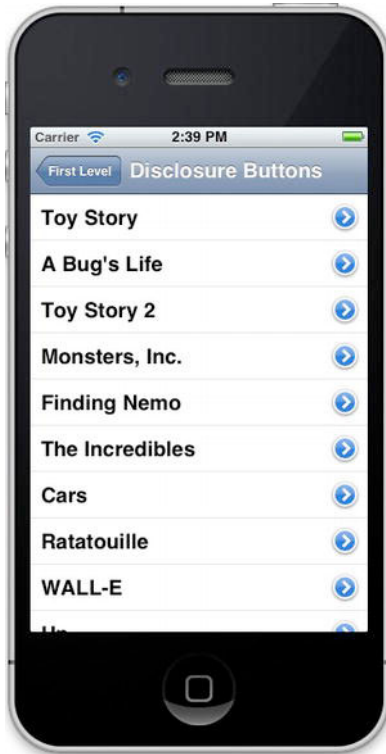 Carrier 2:39 PM
First Level Disclosure Buttons
Toy Story
A Bug's Life
Toy Story 2
Monsters, Inc.
Finding Nemo
The Incredibles
Cars
Ratatouille
WALL-E